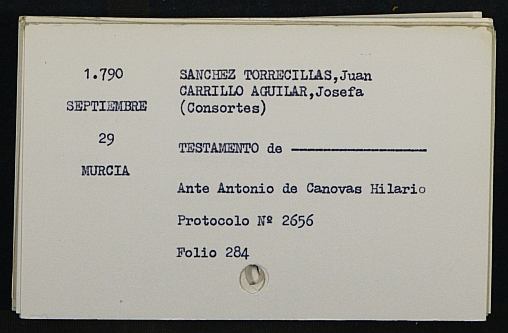 1.790
SEPTIEMBRE
29
MURCIA
SANCHEZ TORRECILLAS,Juan
CARRILLO AGUILAR,Josefa
(Consortes)
TESTAMENTO de ─────────
Ante Antonio de Canovas Hilario
Protocolo Nº 2656
Folio 284